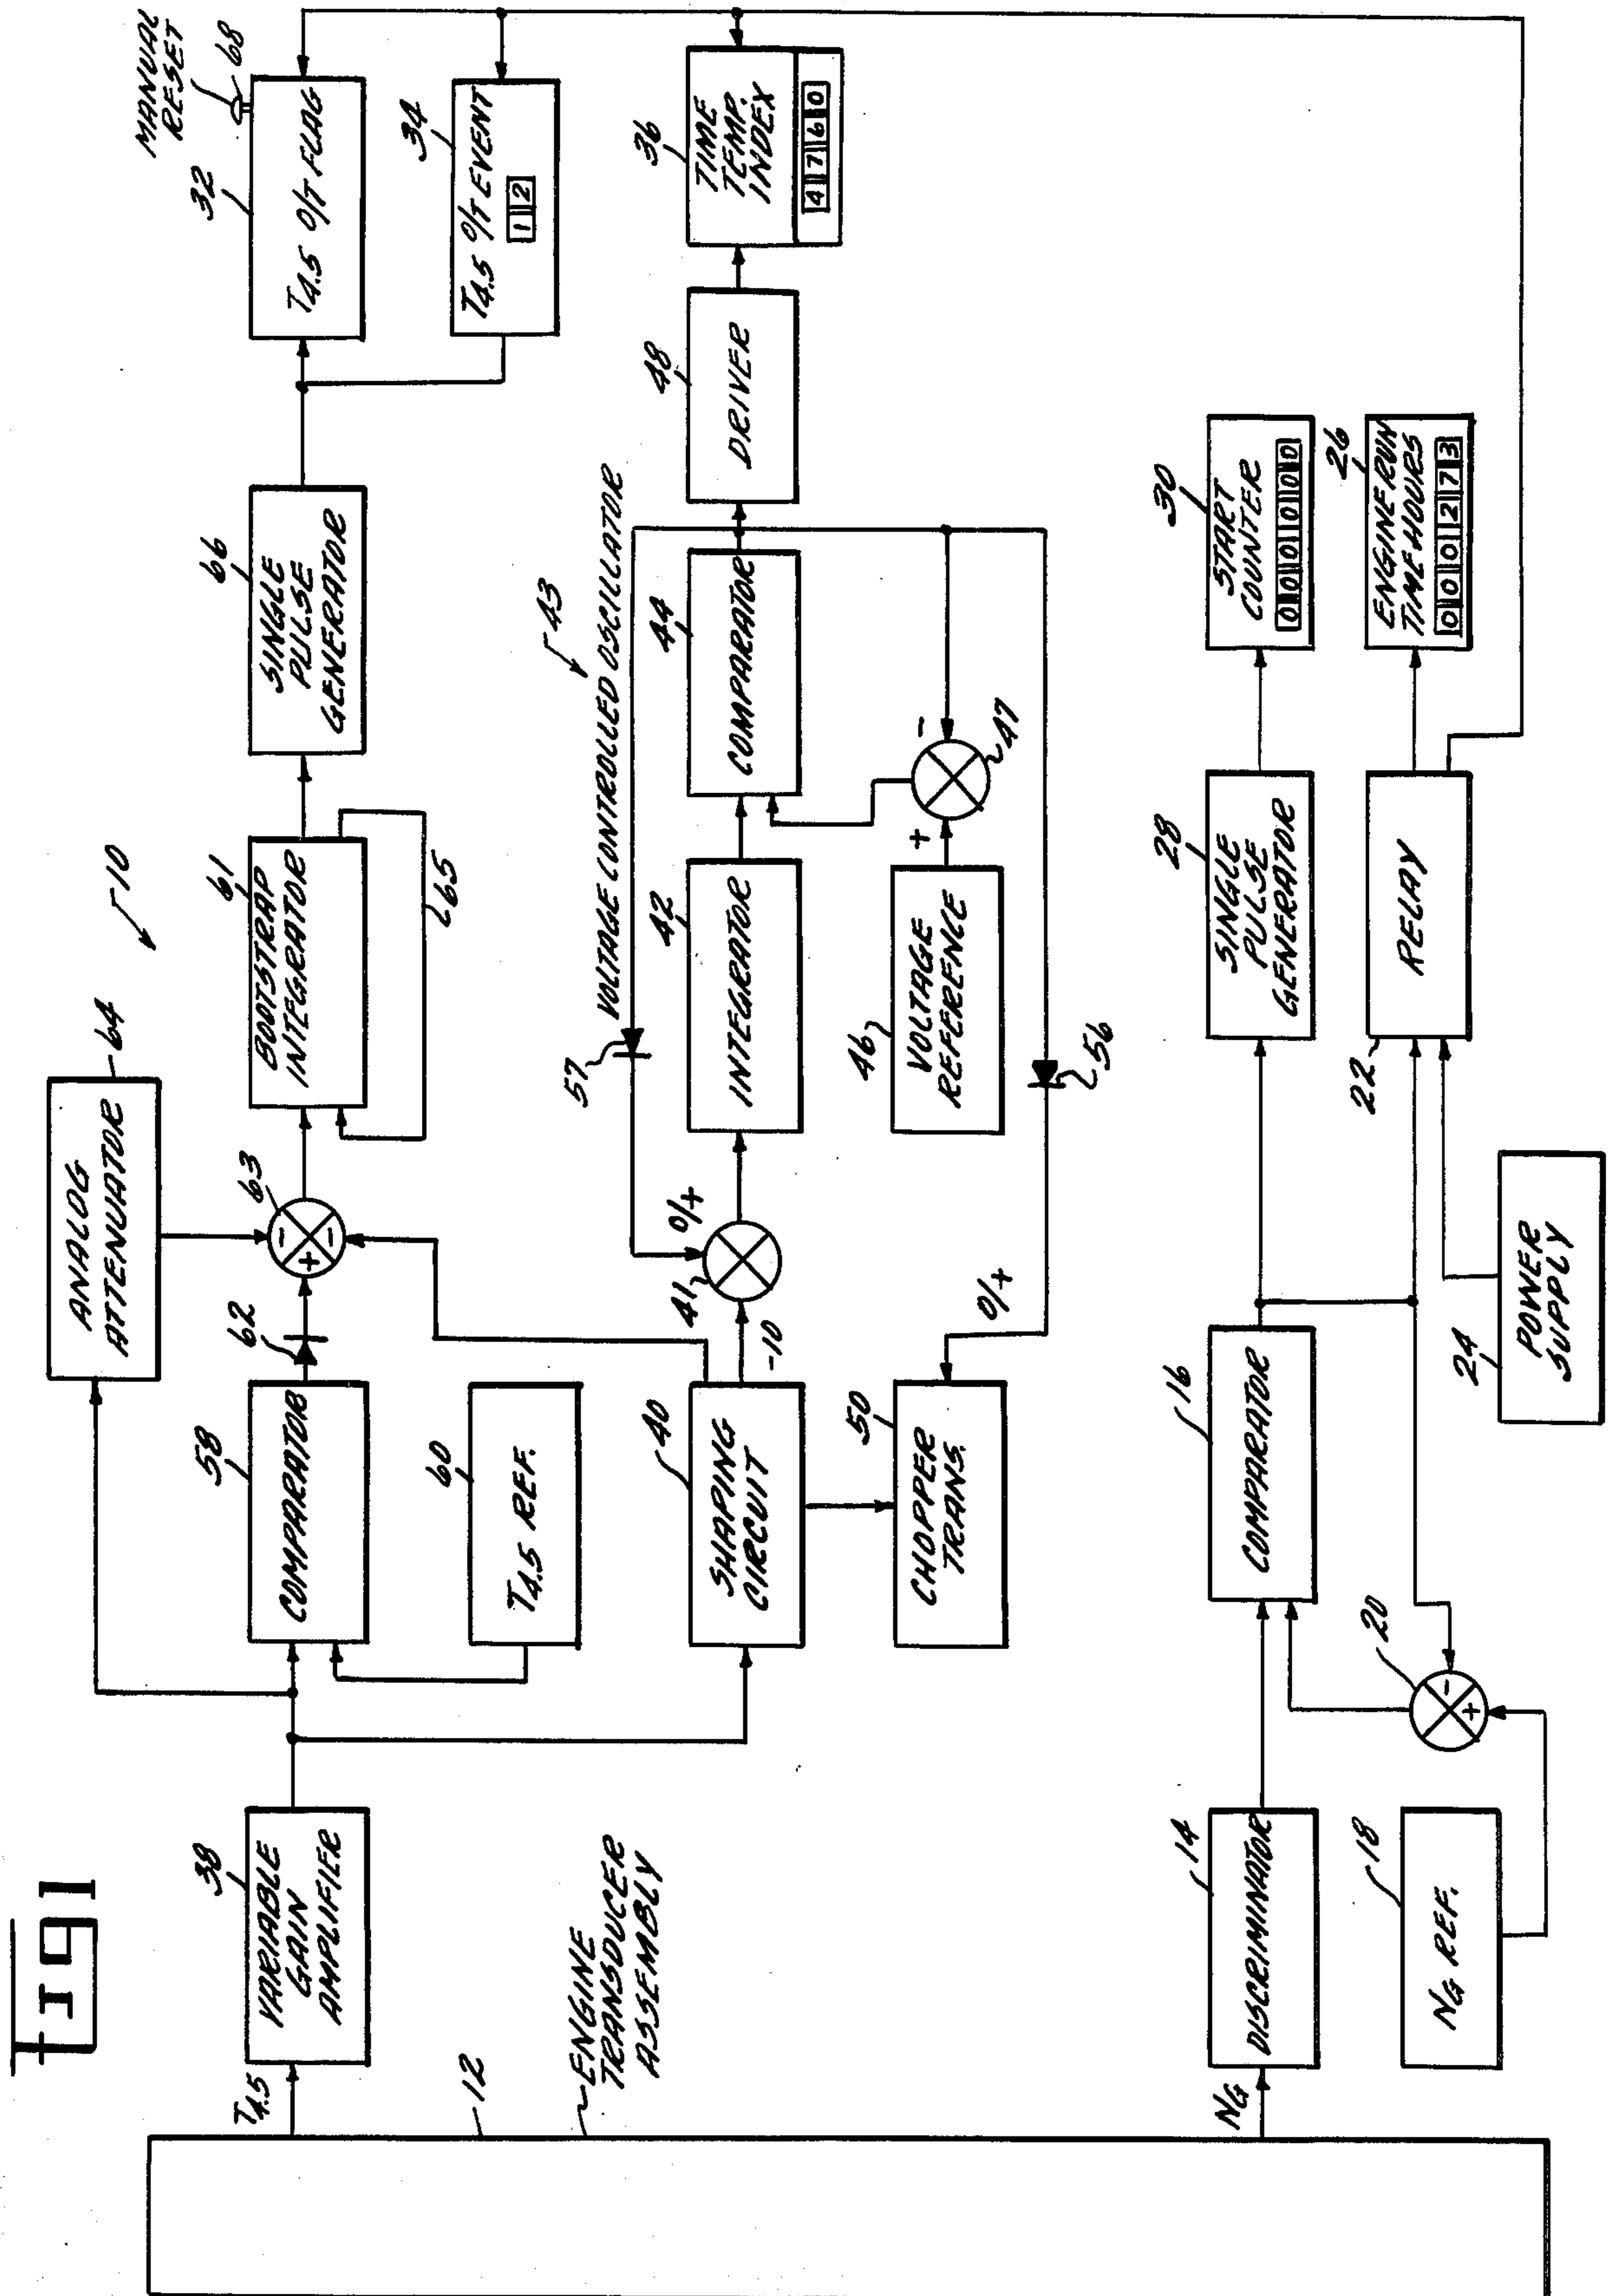 Fig 1
10
MANUAL
RESET
68
T4.5
38
VARIABLE
GAIN
AMPLIFIER
ANALOG
ATTENUATOR
64
58
COMPARATOR
62
63
-
+
-
61
BOOTSTRAP
INTEGRATOR
65
66
SINGLE
PULSE
GENERATOR
32
T4.5 O/T FLAG
34
T4.5 O/T EVENT
1 2
60
T4.5 REF.
VOLTAGE CONTROLLED OSCILLATOR
43
57
40
SHAPING
CIRCUIT
-10
41
0/+
42
INTEGRATOR
44
COMPARATOR
48
DRIVER
36
TIME
TEMP.
INDEX
4 7 6 0
50
CHOPPER
TRANS.
0/+
46
VOLTAGE
REFERENCE
+
-
47
56
12
ENGINE
TRANSDUCER
ASSEMBLY
NG
14
DISCRIMINATOR
16
COMPARATOR
28
SINGLE
PULSE
GENERATOR
30
START
COUNTER
0 0 0 0 0 0
18
NG REF.
20
-
+
22
RELAY
26
ENGINE RUN
TIME HOURS
0 0 0 2 7 3
24
POWER
SUPPLY